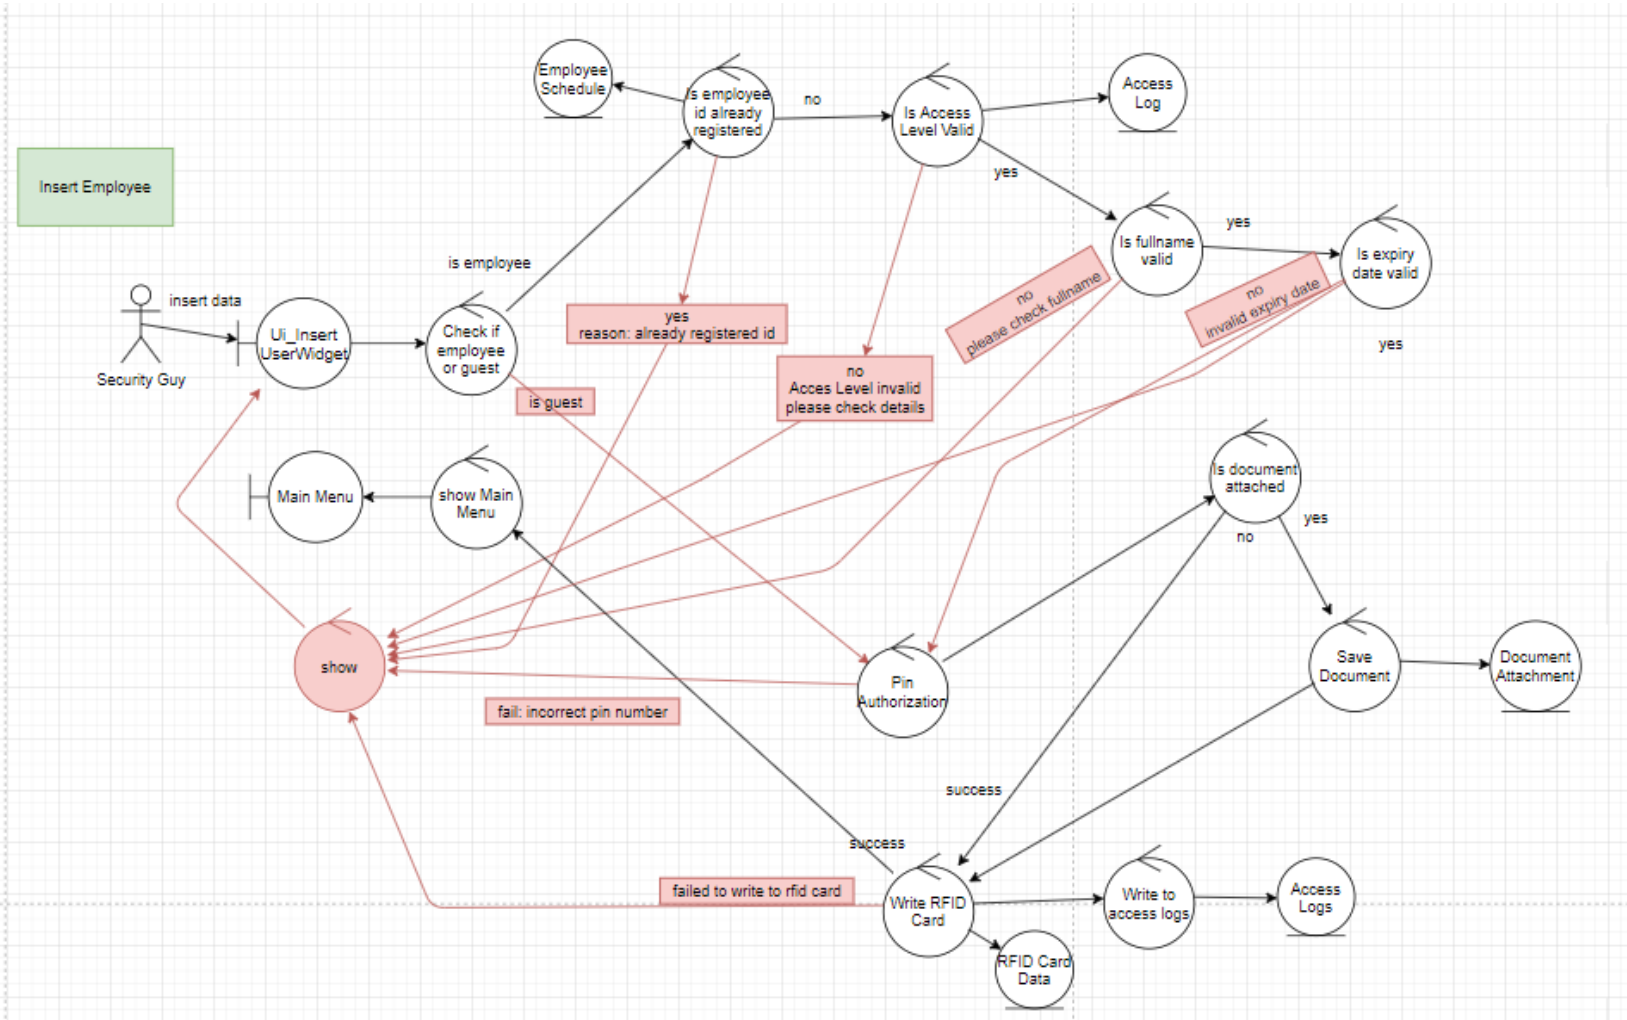 Employee
Schedule
Is employee
id already
registered
no
Is Access
Level Valid
Access
Log
Insert Employee
yes
Is fullname
valid
yes
Is expiry
date valid
is employee
insert data
Security Guy
Ui_Insert
UserWidget
Check if
employee
or guest
yes
reason: already registered id
no
please check fullname
no
invalid expiry date
yes
is guest
no
Acces Level invalid
please check details
Main Menu
show Main
Menu
Is document
attached
yes
no
show
Pin
Authorization
Save
Document
Document
Attachment
fail: incorrect pin number
success
success
failed to write to rfid card
Write RFID
Card
Write to
access logs
Access
Logs
RFID Card
Data